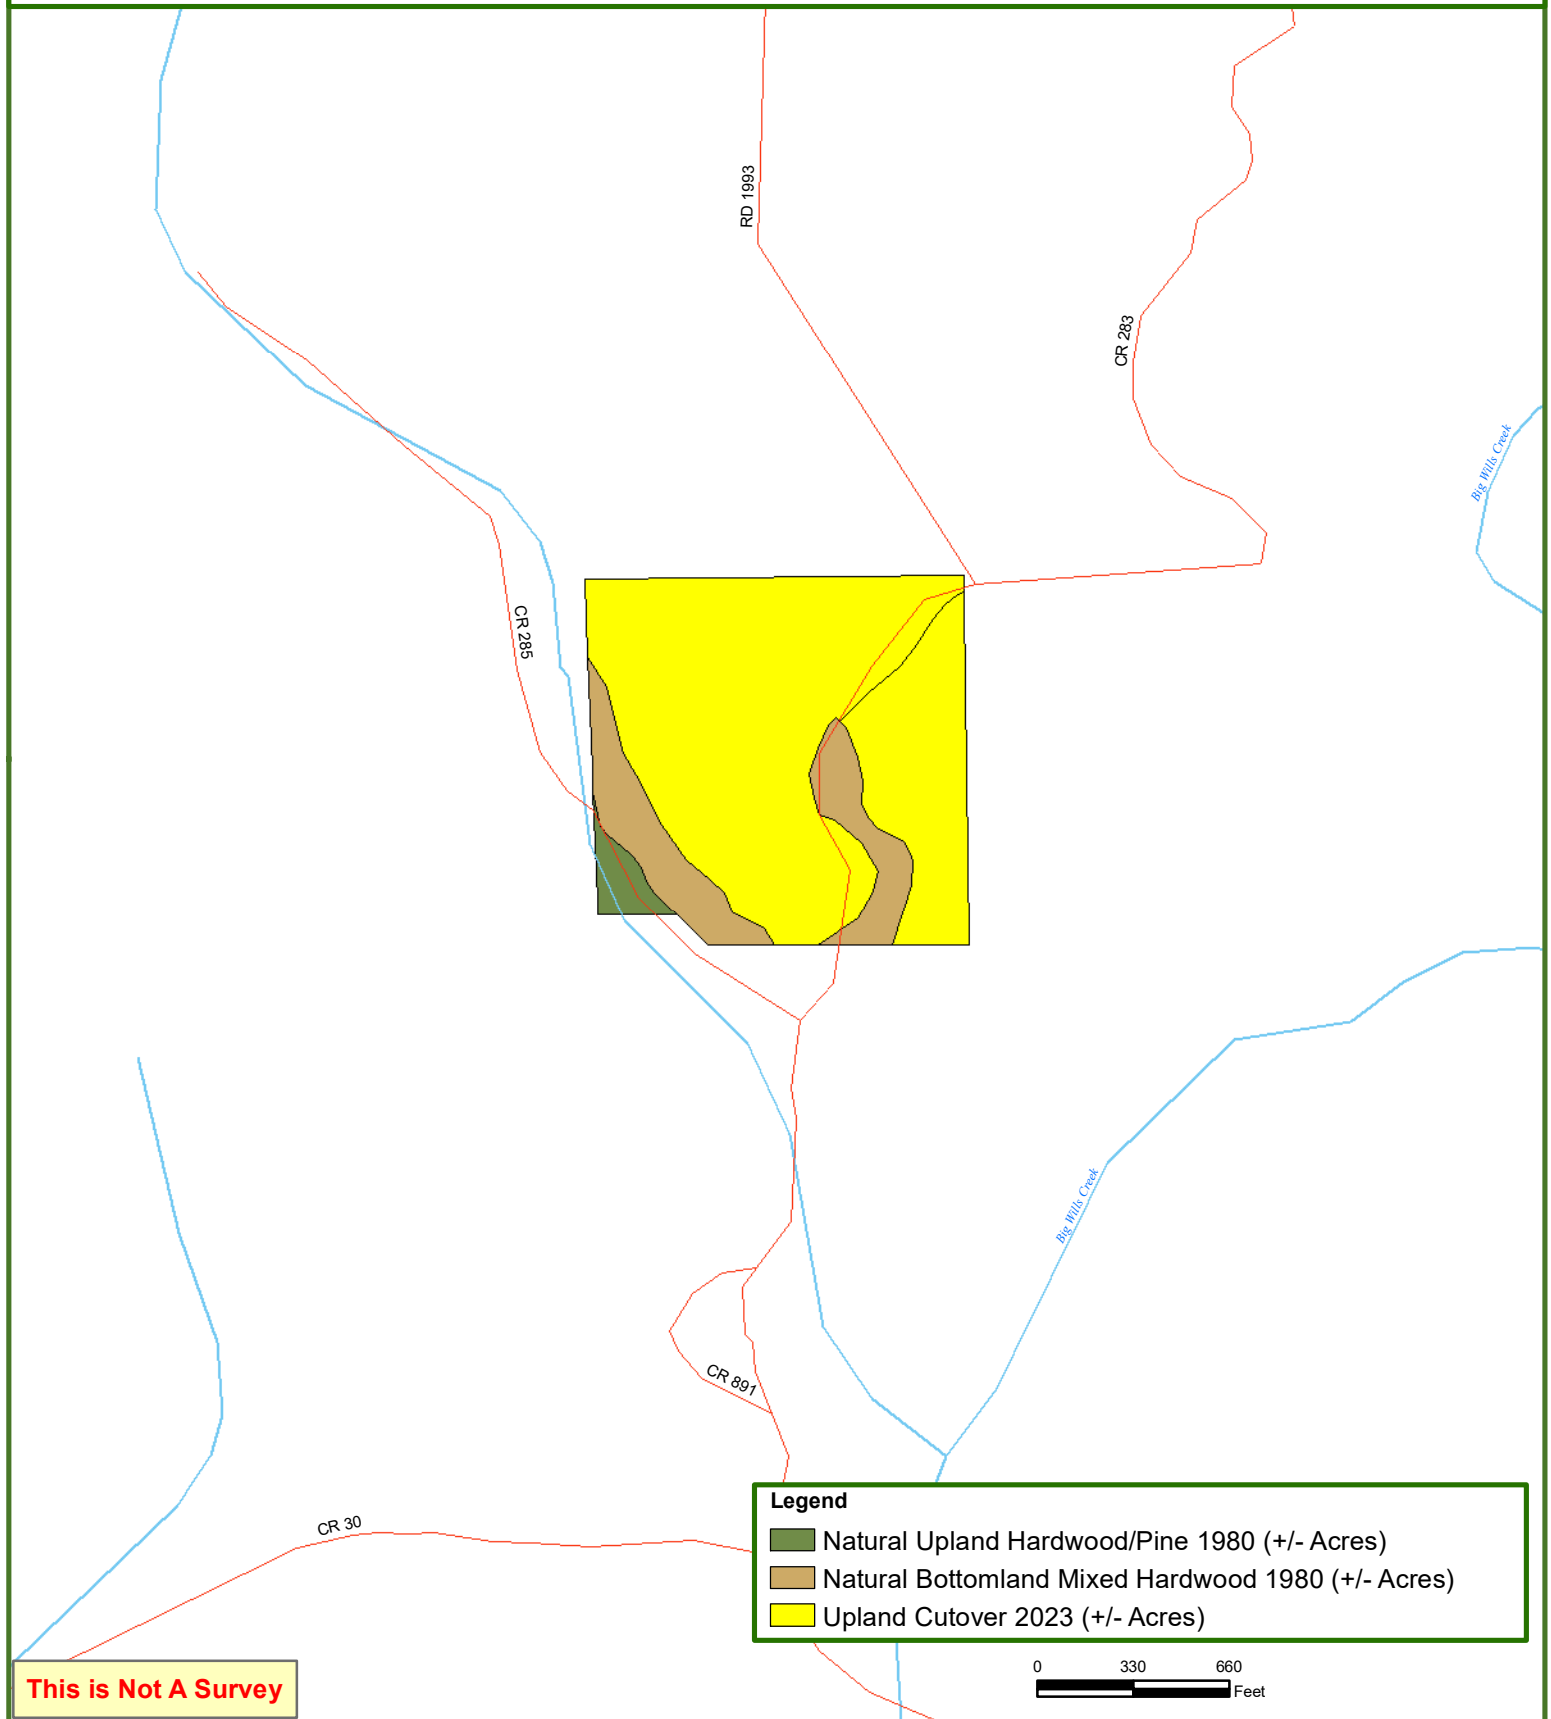 RD 1993
CR 283
Big Wills Creek
CR 285
Big Wills Creek
CR 891
CR 30
Legend
Natural Upland Hardwood/Pine 1980 (+/- Acres)
Natural Bottomland Mixed Hardwood 1980 (+/- Acres)
Upland Cutover 2023 (+/- Acres)
This is Not A Survey
0 330 660
Feet